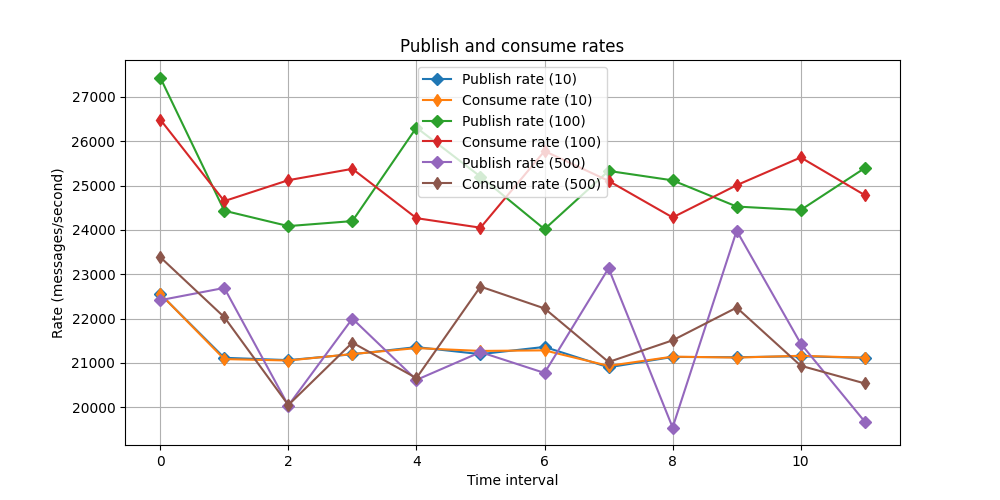 Publish and consume rates
Rate (messages/second)
27000
26000
25000
24000
23000
22000
21000
20000
Publish rate (10)
Consume rate (10)
Publish rate (100)
Consume rate (100)
Publish rate (500)
Consume rate (500)
0 2 4 6 8 10
Time interval